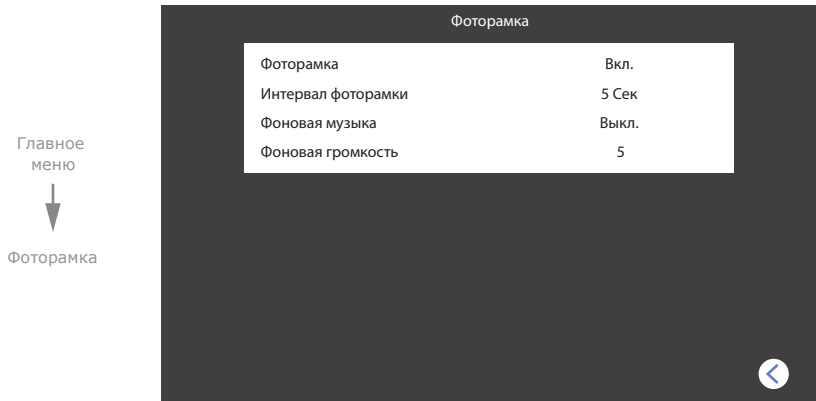 Главное
меню
Фоторамка
Фоторамка
Фоторамка Вкл.
Интервал фоторамки 5 Сек
Фоновая музыка Выкл.
Фоновая громкость 5